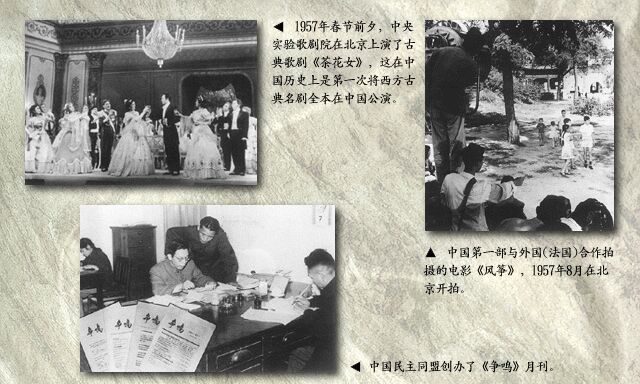 ◀ 1957年春节前夕，中央
实验歌剧院在北京上演了古
典歌剧《茶花女》，这在中
国历史上是第一次将西方古
典名剧全本在中国公演。
▲ 中国第一部与外国(法国)合作拍
摄的电影《风筝》，1957年8月在北
京开拍。
7
争鸣
争鸣
争鸣
◀ 中国民主同盟创办了《争鸣》月刊。